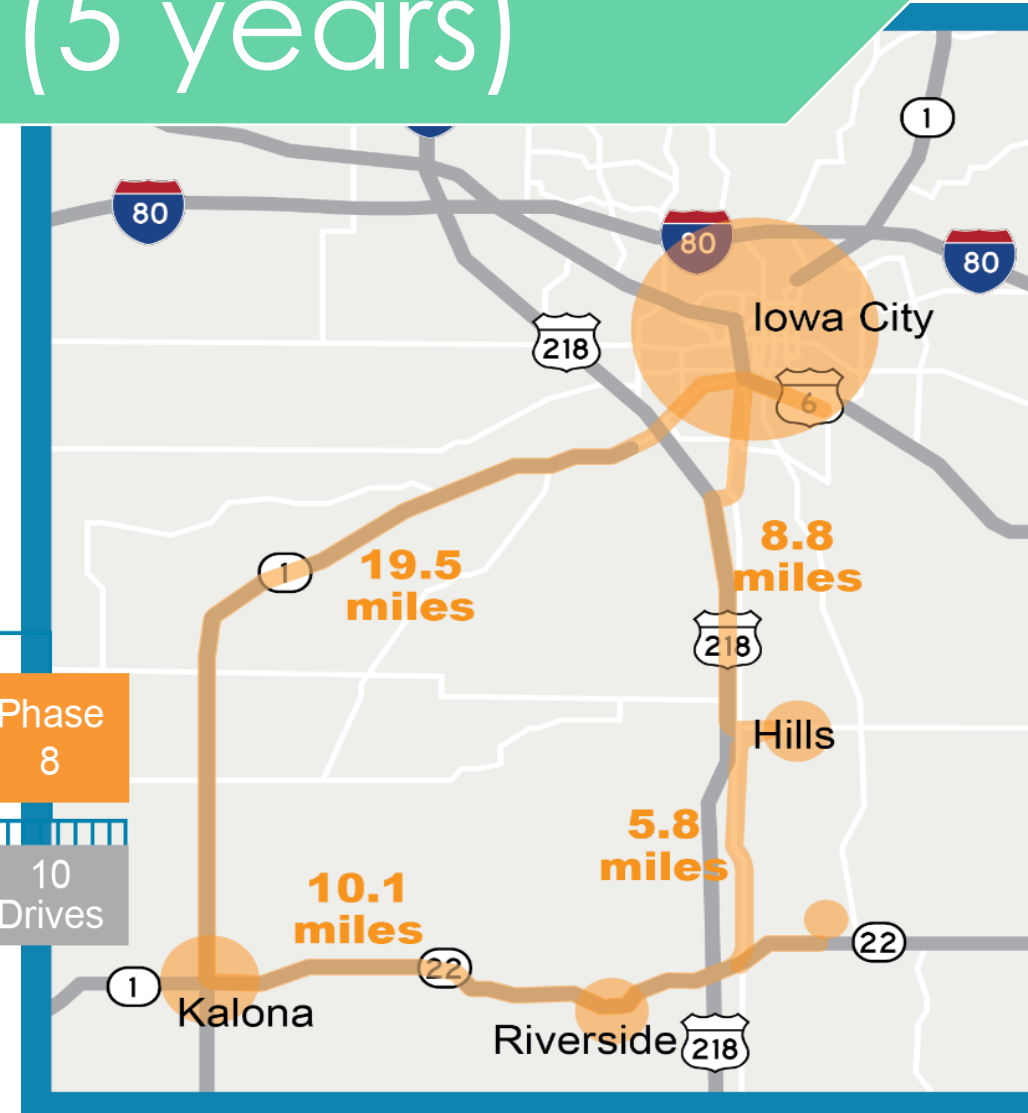 (5 years)
1
80
80
80
Iowa City
218
6
8.8
miles
19.5
miles
1
218
Phase
8
Hills
5.8
miles
10
Drives
10.1
miles
22
22
1
Kalona
Riverside
218